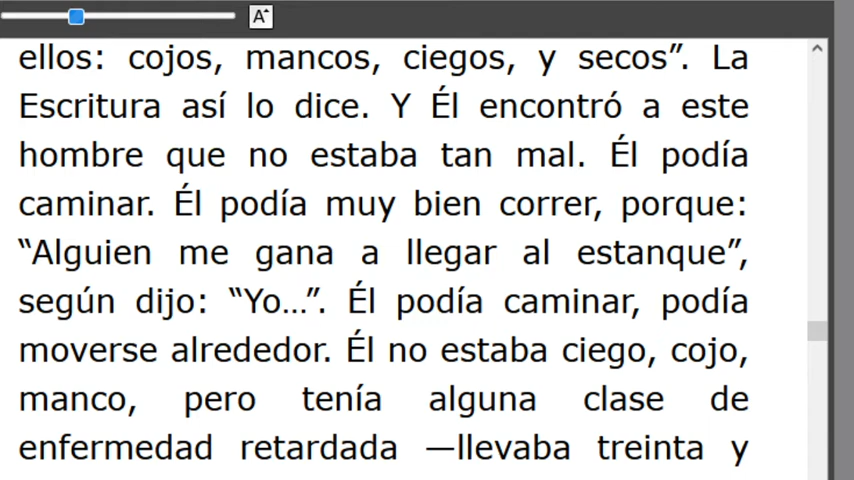 A
ellos: cojos, mancos, ciegos, y secos”. La
Escritura así lo dice. Y Él encontró a este
hombre que no estaba tan mal. Él podía
caminar. Él podía muy bien correr, porque:
“Alguien me gana a llegar al estanque”,
según dijo: “Yo…”. Él podía caminar, podía
moverse alrededor. Él no estaba ciego, cojo,
manco, pero tenía alguna clase de
enfermedad retardada —llevaba treinta y